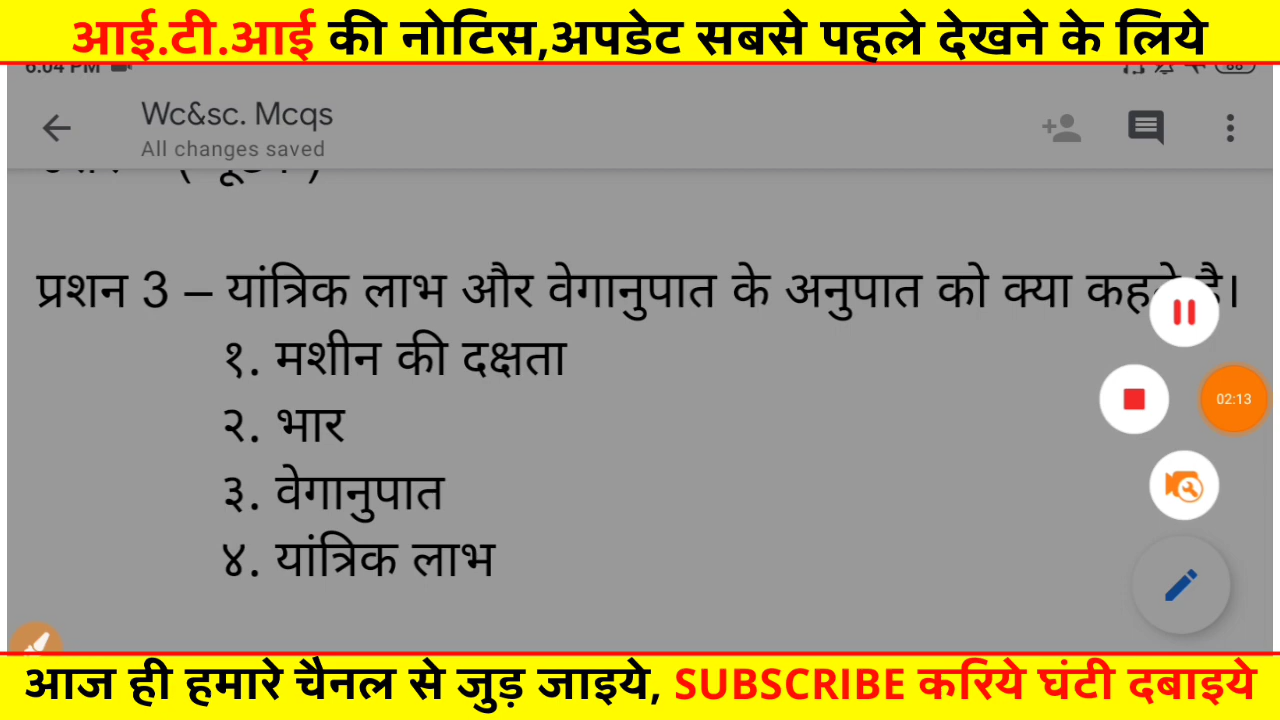 आई.टी.आई की नोटिस,अपडेट सबसे पहले देखने के लिये
6:04 PM
Wc&sc. Mcqs
All changes saved
प्रशन 3 – यांत्रिक लाभ और वेगानुपात के अनुपात को क्या कहते है।
१. मशीन की दक्षता
२. भार
02:13
३. वेगानुपात
४. यांत्रिक लाभ
आज ही हमारे चैनल से जुड़ जाइये, SUBSCRIBE करिये घंटी दबाइये